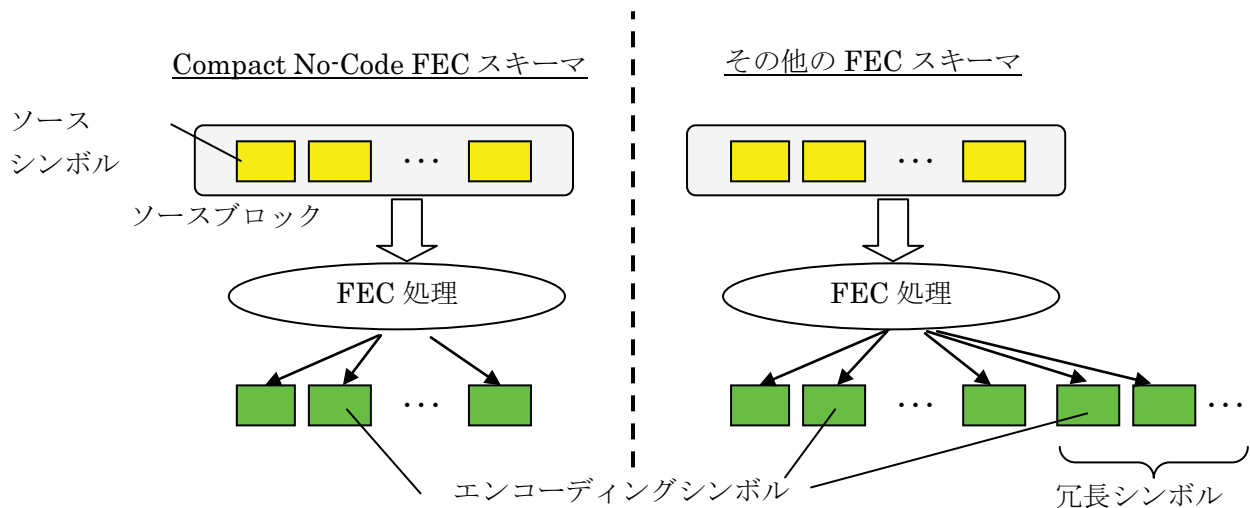 Compact No-Code FEC スキーマ
その他の FEC スキーマ
ソース
シンボル
…
…
ソースブロック
FEC 処理
FEC 処理
…
…
…
エンコーディングシンボル
冗長シンボル